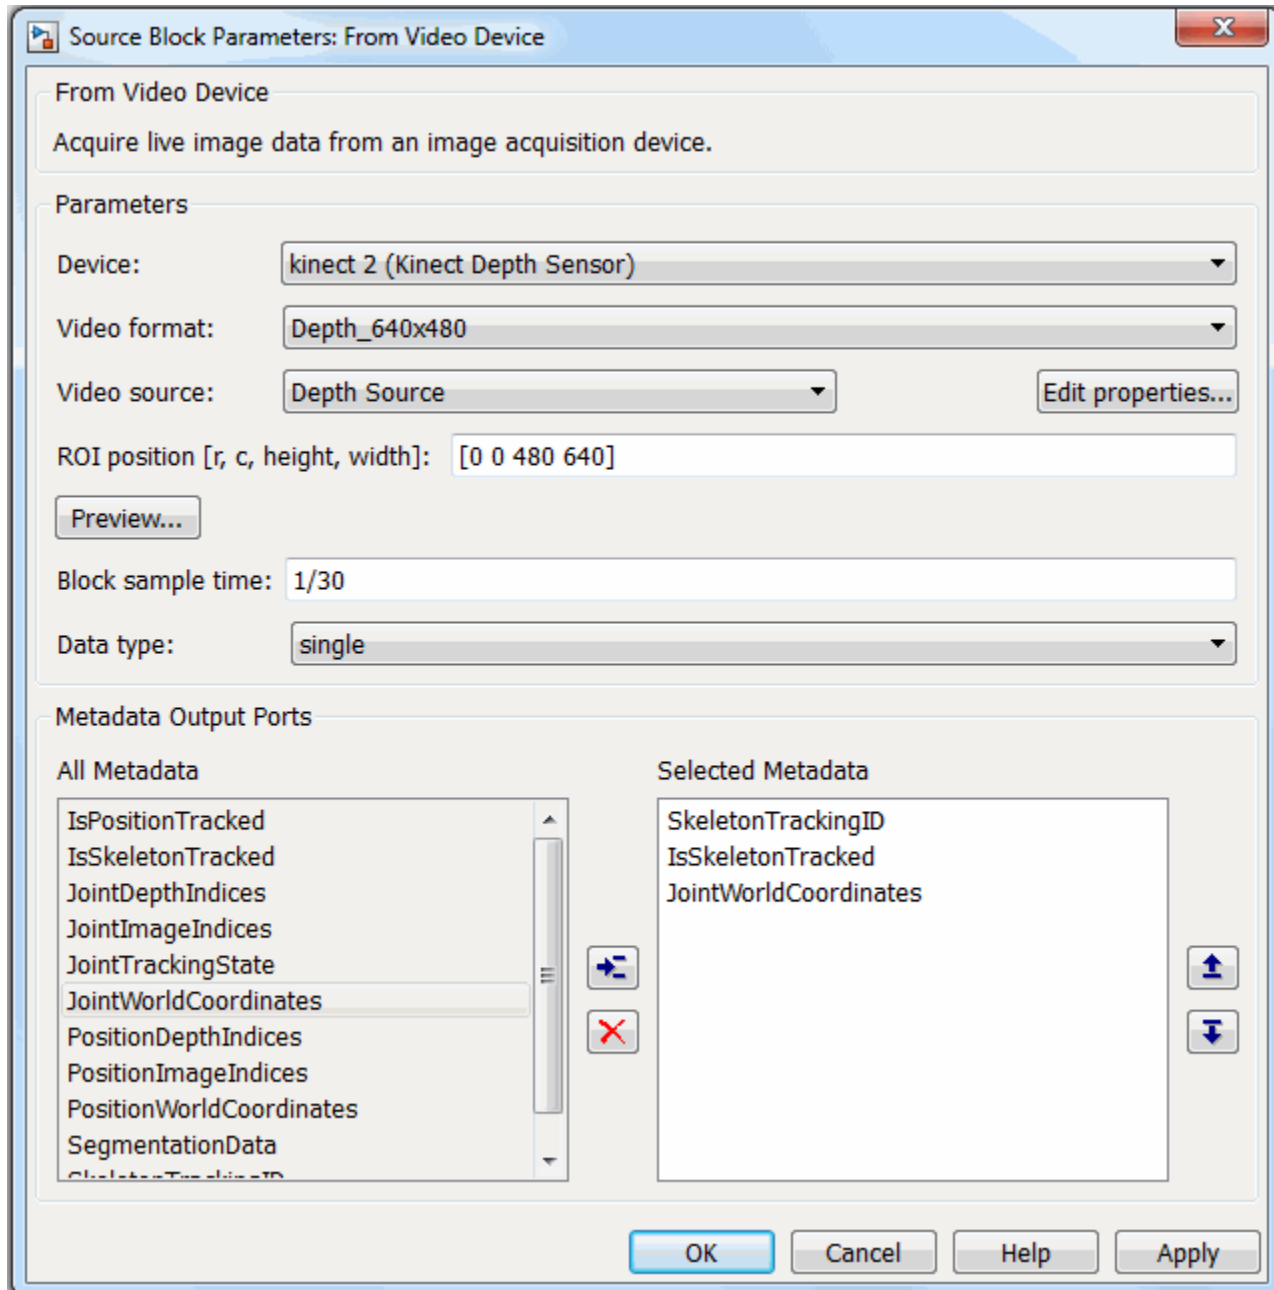 Source Block Parameters: From Video Device
From Video Device
Acquire live image data from an image acquisition device.
Parameters
Device: kinect 2 (Kinect Depth Sensor)
Video format: Depth_640x480
Video source: Depth Source Edit properties...
ROI position [r, c, height, width]: [0 0 480 640]
Preview...
Block sample time: 1/30
Data type: single
Metadata Output Ports
All Metadata
IsPositionTracked
IsSkeletonTracked
JointDepthIndices
JointImageIndices
JointTrackingState
JointWorldCoordinates
PositionDepthIndices
PositionImageIndices
PositionWorldCoordinates
SegmentationData
SkeletonTrackingID
Selected Metadata
SkeletonTrackingID
IsSkeletonTracked
JointWorldCoordinates
OK Cancel Help Apply